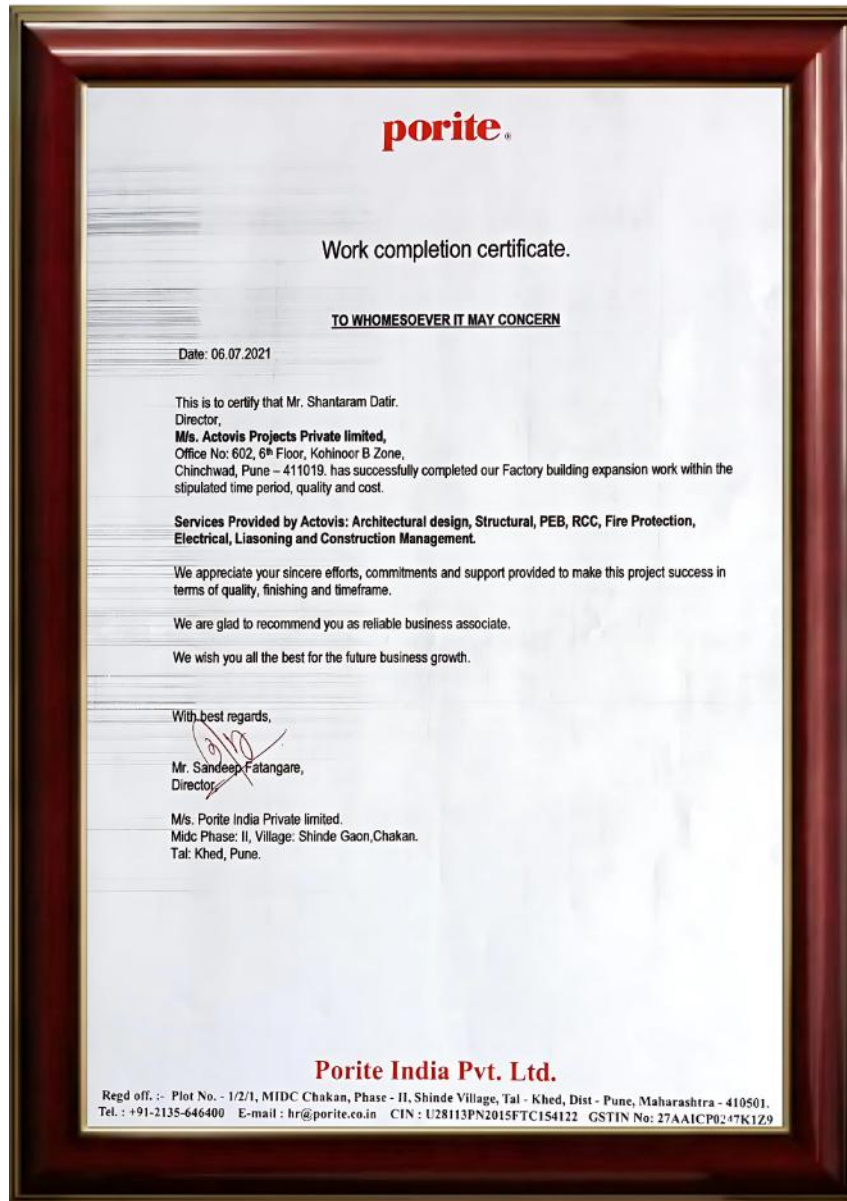 porite®
Work completion certificate.
TO WHOMESOEVER IT MAY CONCERN
Date: 06.07.2021
This is to certify that Mr. Shantaram Datir.
Director,
M/s. Actovis Projects Private limited,
Office No: 602, 6th Floor, Kohinoor B Zone,
Chinchwad, Pune – 411019. has successfully completed our Factory building expansion work within the
stipulated time period, quality and cost.
Services Provided by Actovis: Architectural design, Structural, PEB, RCC, Fire Protection,
Electrical, Liasoning and Construction Management.
We appreciate your sincere efforts, commitments and support provided to make this project success in
terms of quality, finishing and timeframe.
We are glad to recommend you as reliable business associate.
We wish you all the best for the future business growth.
With best regards,
Mr. Sandeep Fatangare,
Director,
M/s. Porite India Private limited.
Midc Phase: II, Village: Shinde Gaon,Chakan.
Tal: Khed, Pune.
Porite India Pvt. Ltd.
Regd off. :- Plot No. - 1/2/1, MIDC Chakan, Phase - II, Shinde Village, Tal - Khed, Dist - Pune, Maharashtra - 410501.
Tel. : +91-2135-646400 E-mail : hr@porite.co.in CIN : U28113PN2015FTC154122 GSTIN No: 27AAICP0247K1Z9